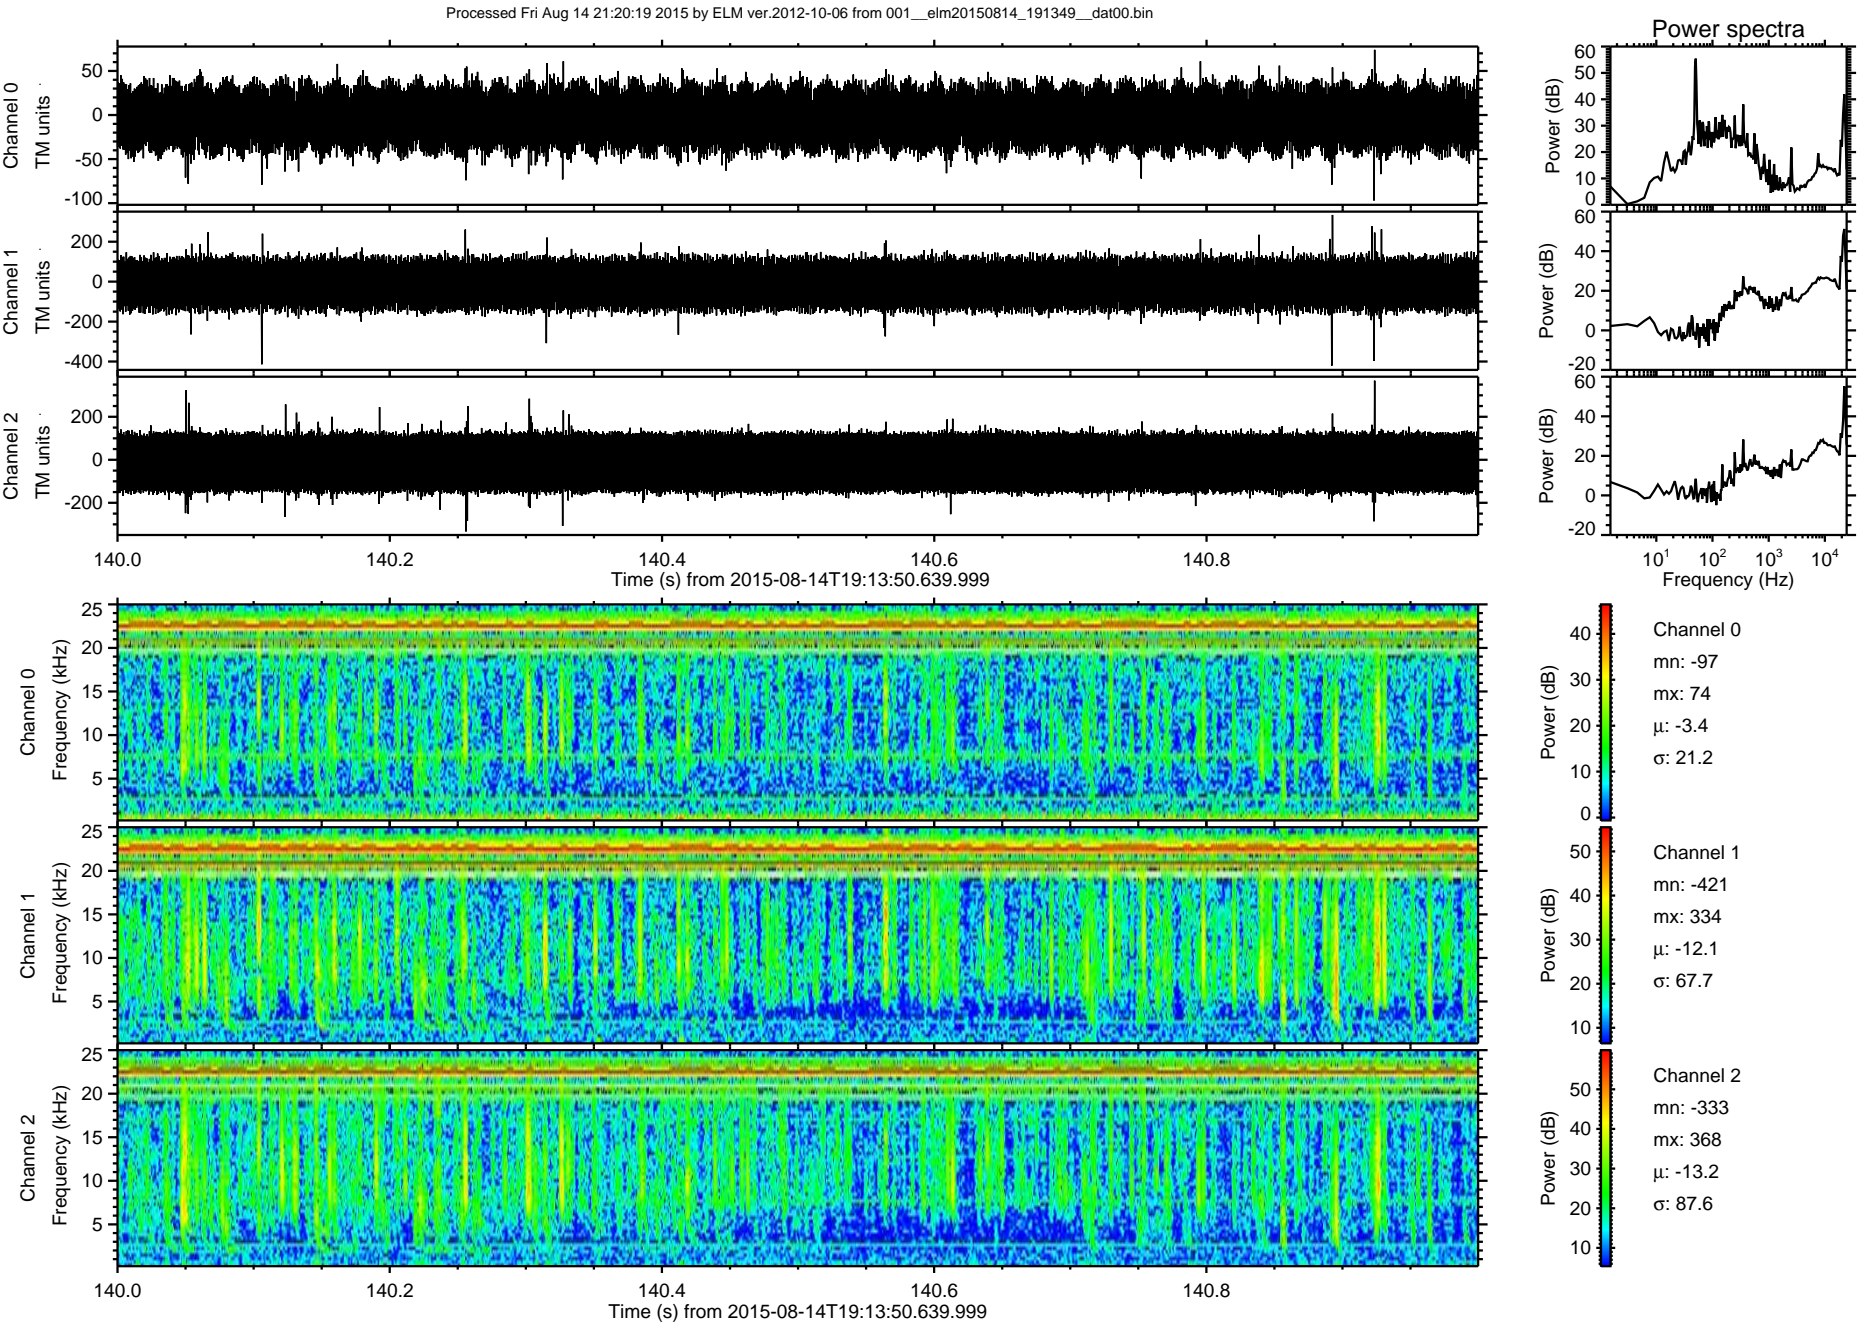 Processed Fri Aug 14 21:20:19 2015 by ELM ver.2012-10-06 from 001__elm20150814_191349__dat00.bin
Power spectra
Channel 0
TM units
50
0
-50
-100
Power (dB)
60
50
40
30
20
10
0
Channel 1
TM units
200
0
-200
-400
Power (dB)
60
40
20
0
-20
Channel 2
TM units
200
0
-200
Power (dB)
60
40
20
0
-20
140.0 140.2 140.4 140.6 140.8
Time (s) from 2015-08-14T19:13:50.639.999
10^1 10^2 10^3 10^4
Frequency (Hz)
Channel 0
Frequency (kHz)
25
20
15
10
5
Power (dB)
40
30
20
10
0
Channel 0
mn: -97
mx: 74
μ: -3.4
σ: 21.2
Channel 1
Frequency (kHz)
25
20
15
10
5
Power (dB)
50
40
30
20
10
Channel 1
mn: -421
mx: 334
μ: -12.1
σ: 67.7
Channel 2
Frequency (kHz)
25
20
15
10
5
Power (dB)
50
40
30
20
10
Channel 2
mn: -333
mx: 368
μ: -13.2
σ: 87.6
140.0 140.2 140.4 140.6 140.8
Time (s) from 2015-08-14T19:13:50.639.999